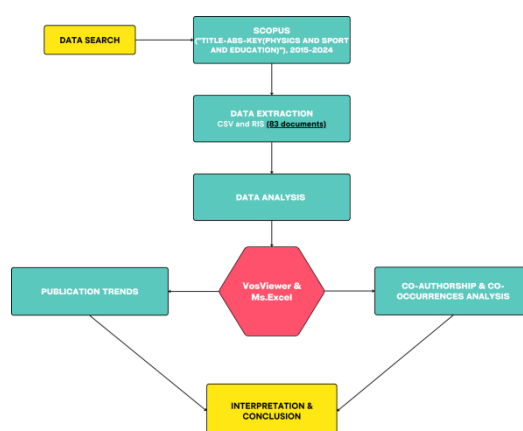 DATA SEARCH
SCOPUS
("TITLE-ABS-KEY(PHYSICS AND SPORT
AND EDUCATION)"), 2015-2024
DATA EXTRACTION
CSV and RIS (83 documents)
DATA ANALYSIS
VosViewer &
Ms.Excel
PUBLICATION TRENDS
CO-AUTHORSHIP & CO-
OCCURRENCES ANALYSIS
INTERPRETATION &
CONCLUSION